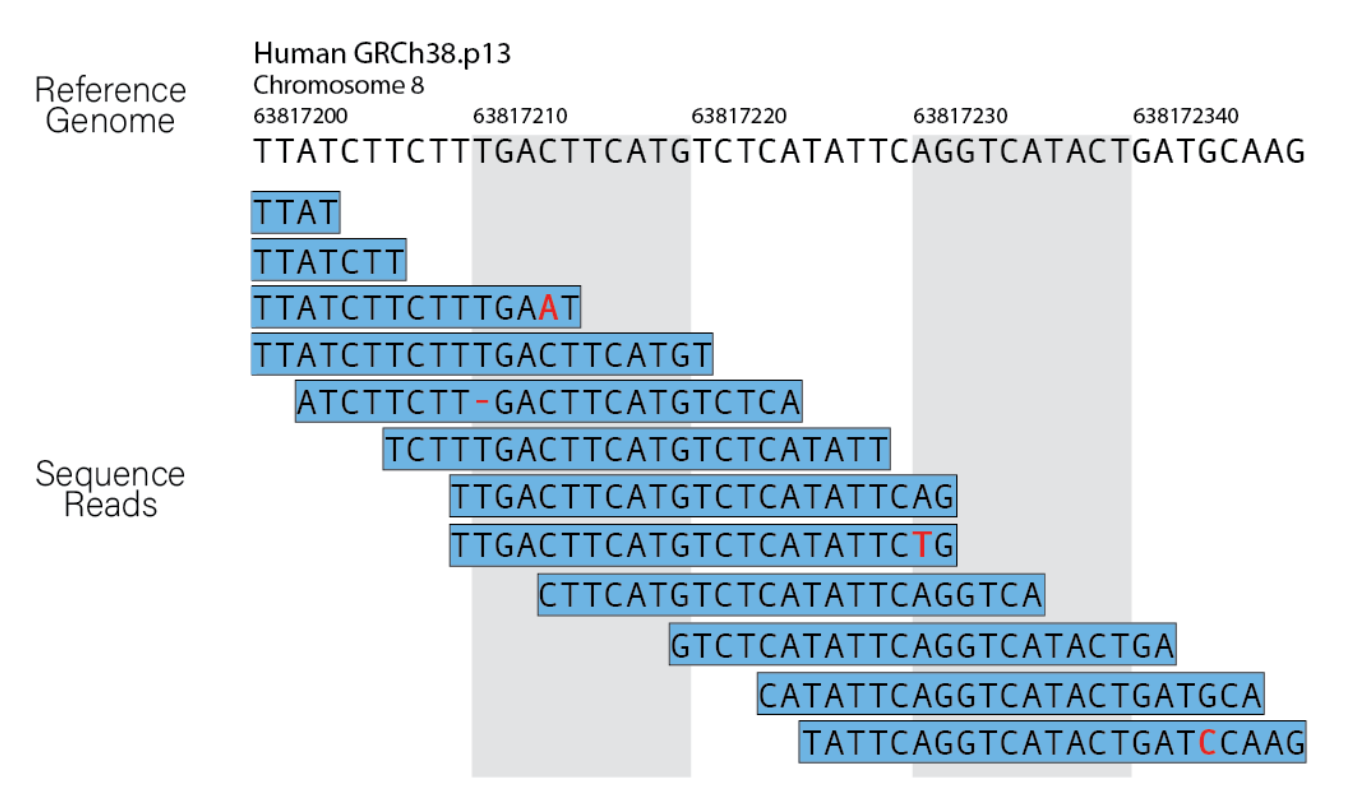 Human GRCh38.p13
Chromosome 8
Reference
Genome
63817200 63817210 63817220 63817230 638172340
TTATCTTCTTTGACTTCATGTCTCATATTCAGGTCATACTGATGCAAG
TTAT
TTATCTT
TTATCTTCTTTGAAT
TTATCTTCTTTGACTTCATGT
ATCTTCTT-GACTTCATGTCTCA
TCTTTGACTTCATGTCTCATATT
Sequence
Reads
TTGACTTCATGTCTCATATTCAG
TTGACTTCATGTCTCATATTCTG
CTTCATGTCTCATATTCAGGTCA
GTCTCATATTCAGGTCATACTGA
CATATTCAGGTCATACTGATGCA
TATTCAGGTCATACTGATCCAAG